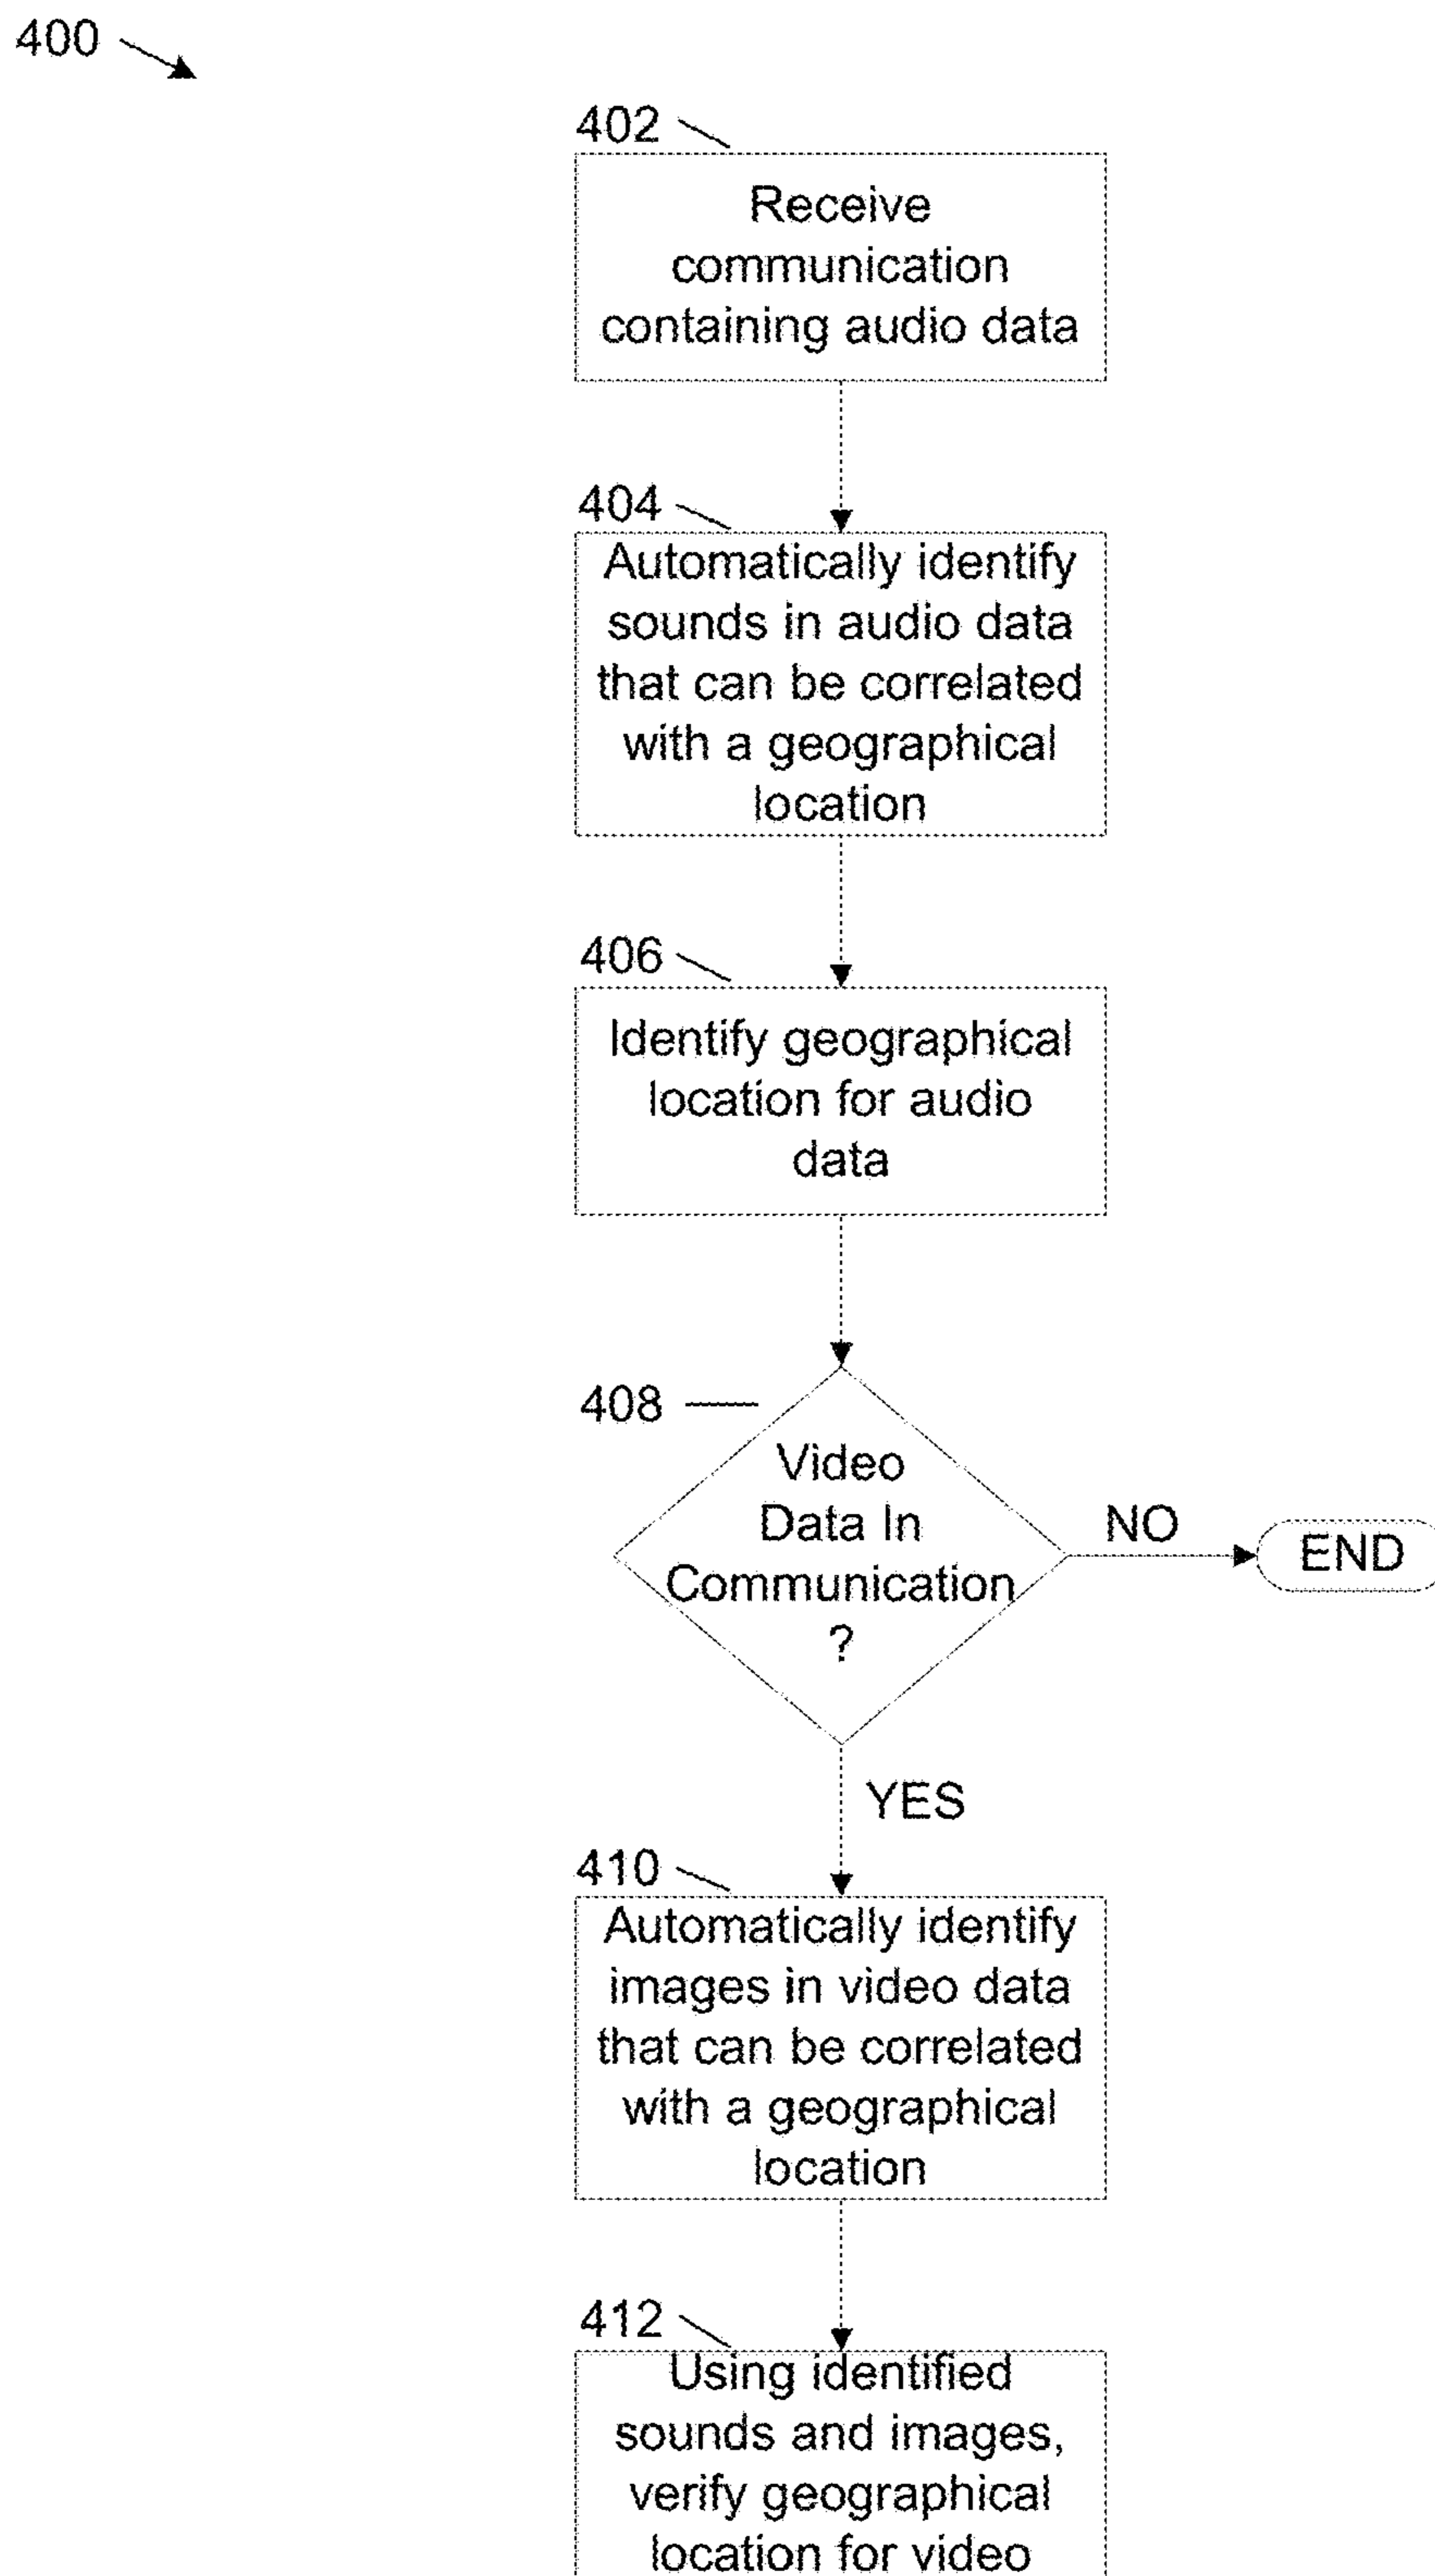 400
402
Receive
communication
containing audio data
404
Automatically identify
sounds in audio data
that can be correlated
with a geographical
location
406
Identify geographical
location for audio
data
408
Video
Data In
Communication
?
NO
END
YES
410
Automatically identify
images in video data
that can be correlated
with a geographical
location
412
Using identified
sounds and images,
verify geographical
location for video